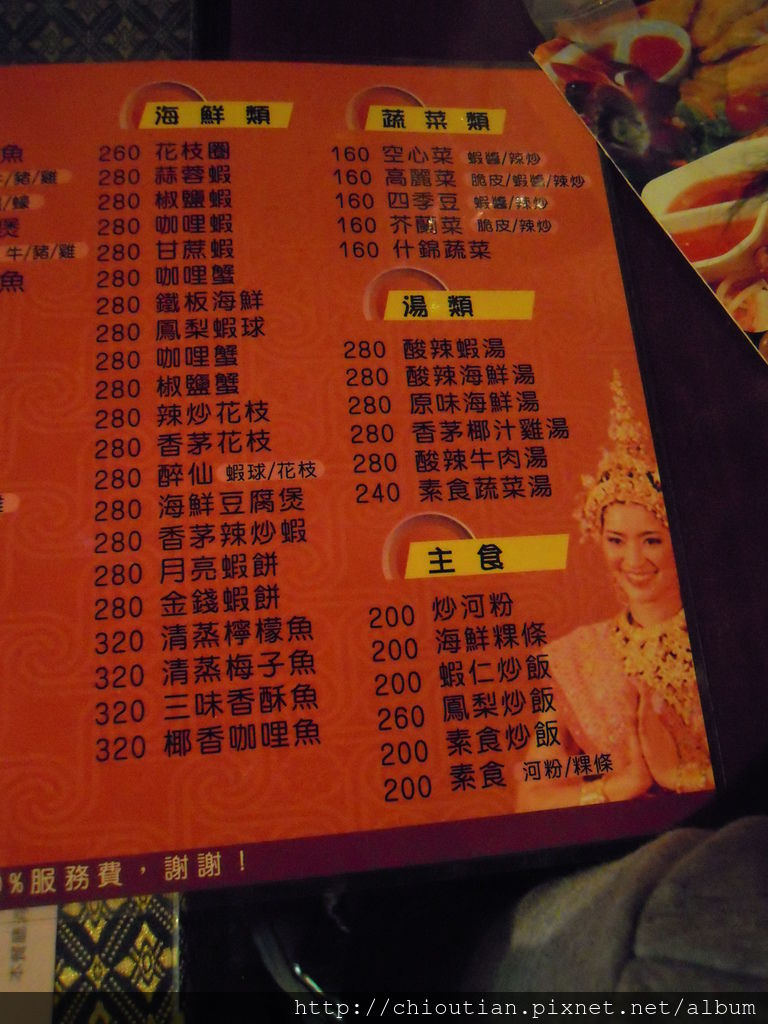 魚
/豬/雞
煲
牛/豬/雞
魚
海鮮類
260 花枝圈
280 蒜蓉蝦
280 椒鹽蝦
280 咖哩蝦
280 甘蔗蝦
280 咖哩蟹
280 鐵板海鮮
280 鳳梨蝦球
280 咖哩蟹
280 椒鹽蟹
280 辣炒花枝
280 香茅花枝
280 醉仙 蝦球/花枝
280 海鮮豆腐煲
280 香茅辣炒蝦
280 月亮蝦餅
280 金錢蝦餅
320 清蒸檸檬魚
320 清蒸梅子魚
320 三味香酥魚
320 椰香咖哩魚
蔬菜類
160 空心菜 蝦醬/辣炒
160 高麗菜 脆皮/蝦醬/辣炒
160 四季豆 蝦醬/辣炒
160 芥蘭菜 脆皮/辣炒
160 什錦蔬菜
湯類
280 酸辣蝦湯
280 酸辣海鮮湯
280 原味海鮮湯
280 香茅椰汁雞湯
280 酸辣牛肉湯
240 素食蔬菜湯
主食
200 炒河粉
200 海鮮粿條
200 蝦仁炒飯
260 鳳梨炒飯
200 素食炒飯
200 素食 河粉/粿條
%服務費,謝謝!
http://chioutian.pixnet.net/album